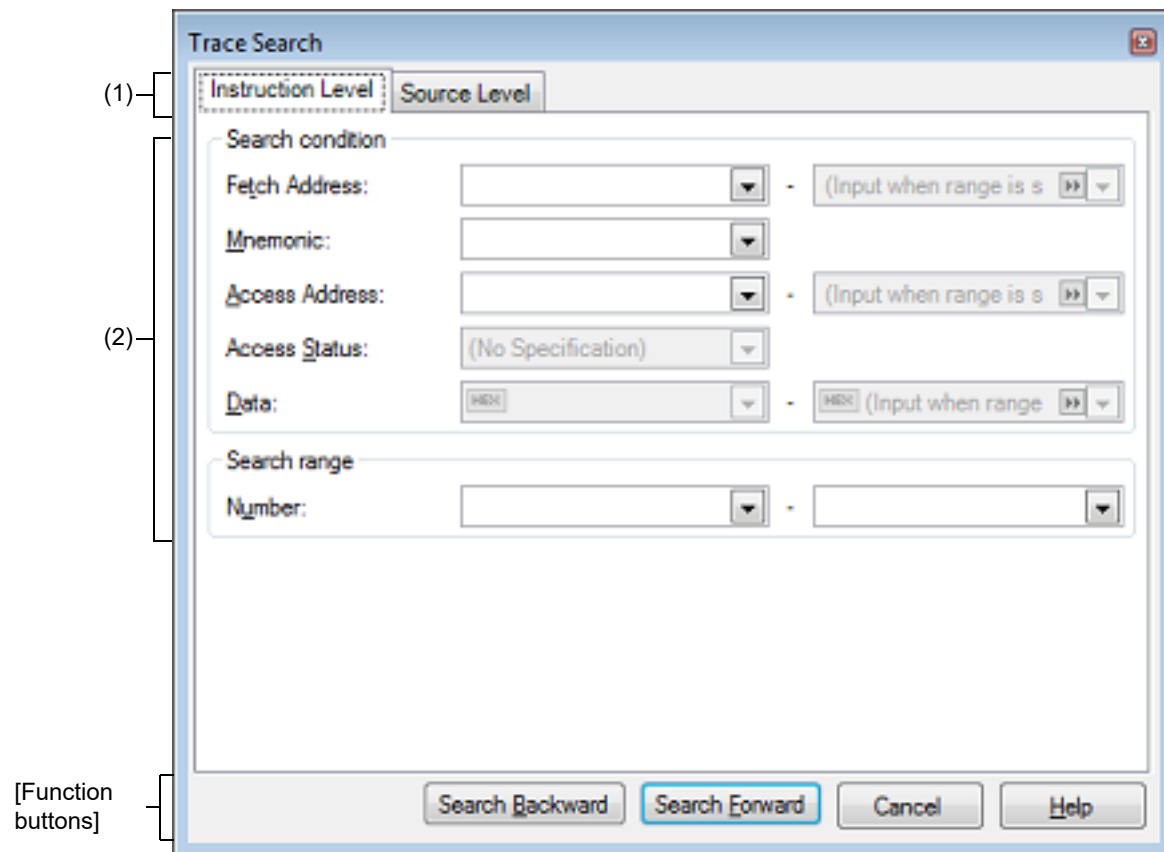 Trace Search
(1)
Instruction Level Source Level
Search condition
Fetch Address: - (Input when range is s
Mnemonic:
Access Address: - (Input when range is s
(2)
Access Status: (No Specification)
Data: HEX - HEX (Input when range
Search range
Number: -
[Function
buttons]
Search Backward Search Forward Cancel Help